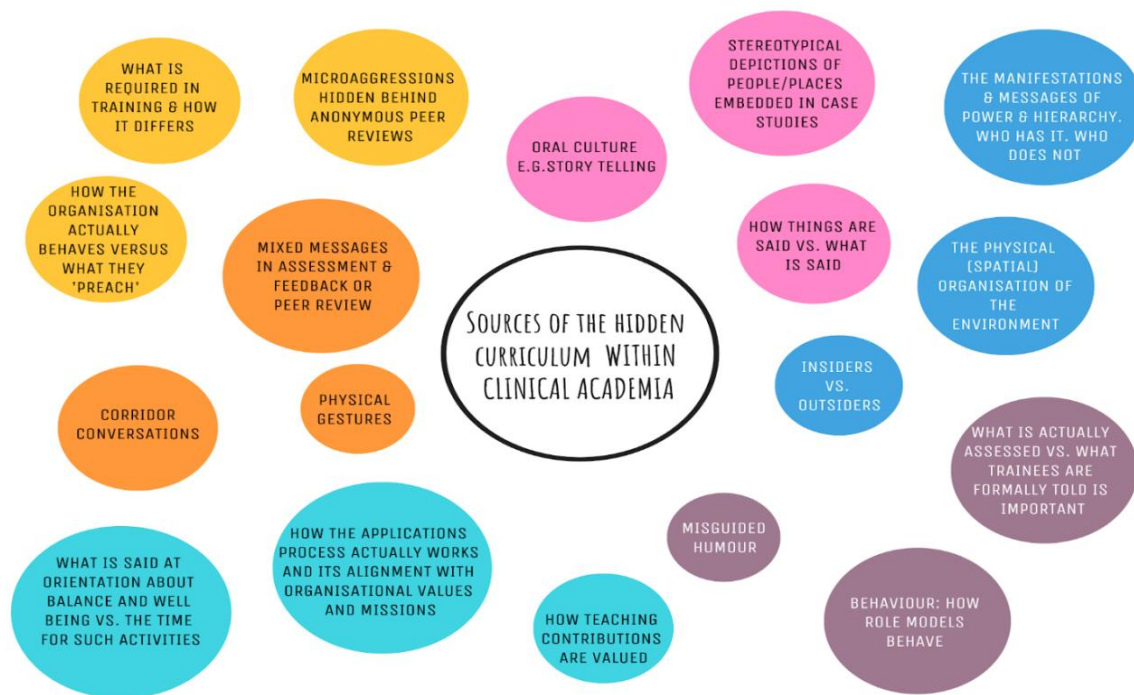 WHAT IS
REQUIRED IN
TRAINING & HOW
IT DIFFERS
MICROAGGRESSIONS
HIDDEN BEHIND
ANONYMOUS PEER
REVIEWS
ORAL CULTURE
E.G.STORY TELLING
STEREOTYPICAL
DEPICTIONS OF
PEOPLE/PLACES
EMBEDDED IN CASE
STUDIES
THE MANIFESTATIONS
& MESSAGES OF
POWER & HIERARCHY.
WHO HAS IT. WHO
DOES NOT
HOW THE
ORGANISATION
ACTUALLY
BEHAVES VERSUS
WHAT THEY
'PREACH'
MIXED MESSAGES
IN ASSESSMENT &
FEEDBACK OR
PEER REVIEW
HOW THINGS ARE
SAID VS. WHAT
IS SAID
THE PHYSICAL
(SPATIAL)
ORGANISATION OF
THE
ENVIRONMENT
SOURCES OF THE HIDDEN
CURRICULUM WITHIN
CLINICAL ACADEMIA
INSIDERS
VS.
OUTSIDERS
CORRIDOR
CONVERSATIONS
PHYSICAL
GESTURES
WHAT IS ACTUALLY
ASSESSED VS. WHAT
TRAINEES ARE
FORMALLY TOLD IS
IMPORTANT
WHAT IS SAID AT
ORIENTATION ABOUT
BALANCE AND WELL
BEING VS. THE TIME
FOR SUCH ACTIVITIES
HOW THE APPLICATIONS
PROCESS ACTUALLY WORKS
AND ITS ALIGNMENT WITH
ORGANISATIONAL VALUES
AND MISSIONS
MISGUIDED
HUMOUR
HOW TEACHING
CONTRIBUTIONS
ARE VALUED
BEHAVIOUR: HOW
ROLE MODELS
BEHAVE